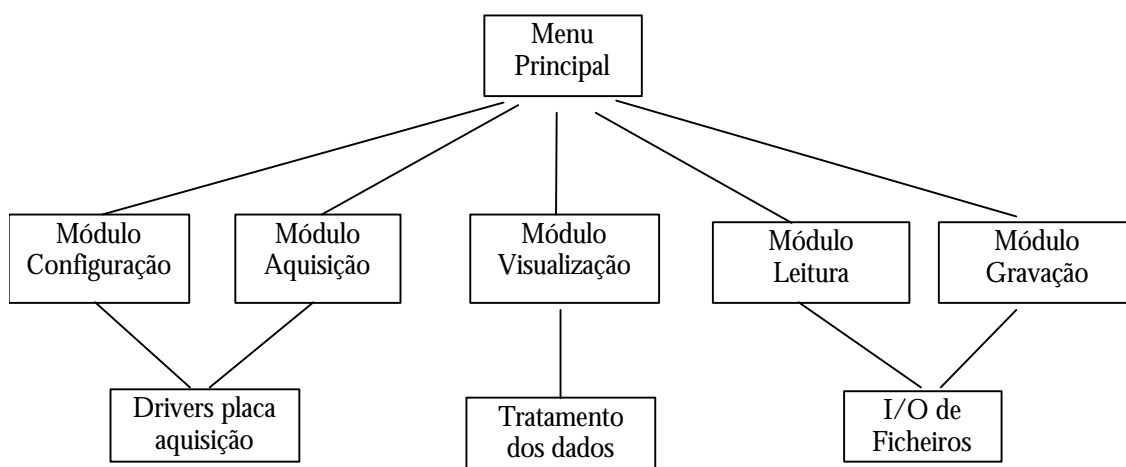 Menu
Principal
Módulo
Configuração
Módulo
Aquisição
Módulo
Visualização
Módulo
Leitura
Módulo
Gravação
Drivers placa
aquisição
Tratamento
dos dados
I/O de
Ficheiros